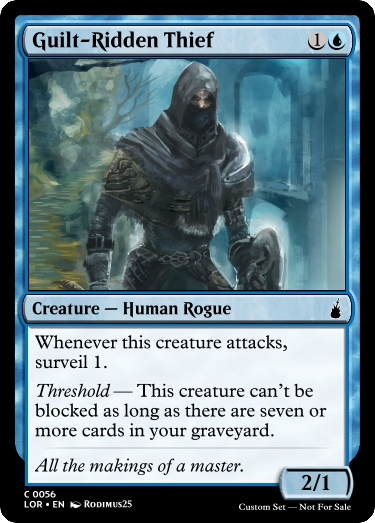 Guilt-Ridden Thief 1
Creature — Human Rogue
Whenever this creature attacks,
surveil 1.
Threshold — This creature can't be
blocked as long as there are seven or
more cards in your graveyard.
All the makings of a master.
2/1
C 0056
LOR • EN Rodimus25
Custom Set — Not For Sale